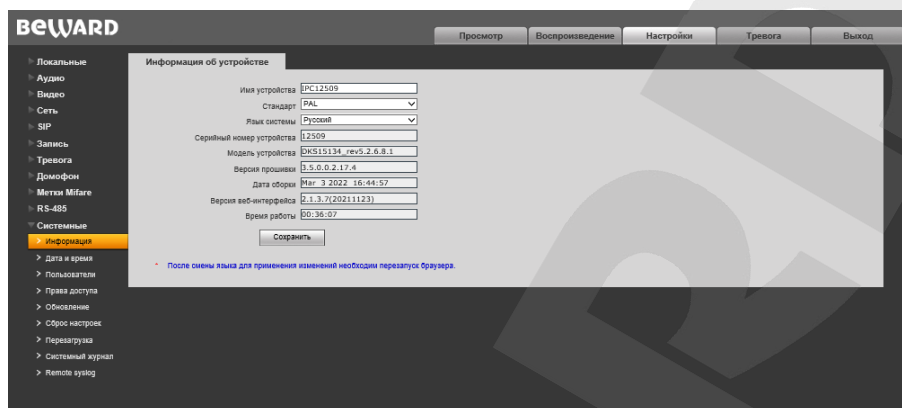 BEWARD
Просмотр Воспроизведение Настройки Тревога Выход
Локальные
Аудио
Видео
Сеть
SIP
Запись
Тревога
Домофон
Метки Mifare
RS-485
Системные
Информация
Дата и время
Пользователи
Права доступа
Обновление
Сброс настроек
Перезагрузка
Системный журнал
Remote syslog
Информация об устройстве
Имя устройства IPC12509
Стандарт PAL
Язык системы Русский
Серийный номер устройства 12509
Модель устройства DKS15134_rev5.2.6.8.1
Версия прошивки 3.5.0.0.2.17.4
Дата сборки Mar 3 2022 16:44:57
Версия веб-интерфейса 2.1.3.7(20211123)
Время работы 00:36:07
Сохранить
* После смены языка для применения изменений необходим перезапуск браузера.